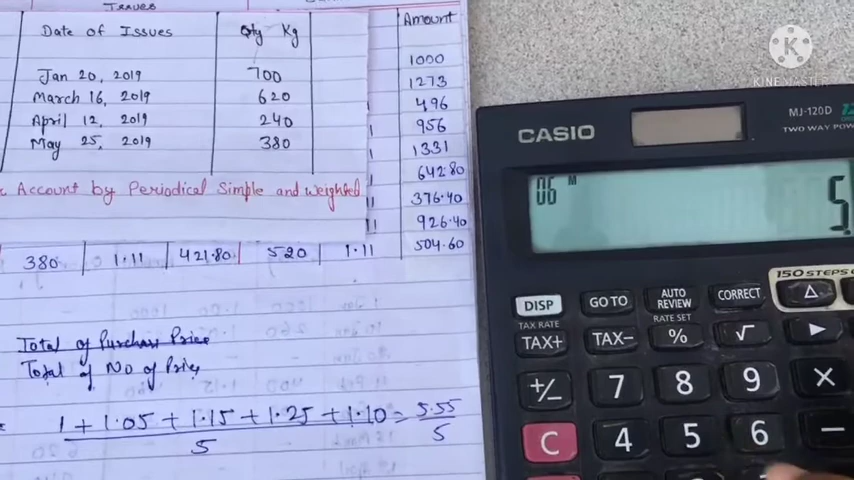 Issues
Date of Issues Qty Kg Amount
Jan 20, 2019 700 1000
March 16, 2019 620 1273
April 12, 2019 240 496
May 25, 2019 380 956
1331
Account by Periodical Simple and weighted 642.80
376.40
926.40
380 1.11 421.80 520 1.11 504.60
Total of Purchase Price
Total of No of Price
= 1 + 1.05 + 1.15 + 1.25 + 1.10 = 5.55
5 5
KINEMASTER
CASIO MJ-120D
TWO WAY POW
06 M 5.
150 STEPS
DISP GO TO AUTO REVIEW CORRECT
TAX RATE RATE SET
TAX+ TAX- % √
+/- 7 8 9 ×
C 4 5 6 −